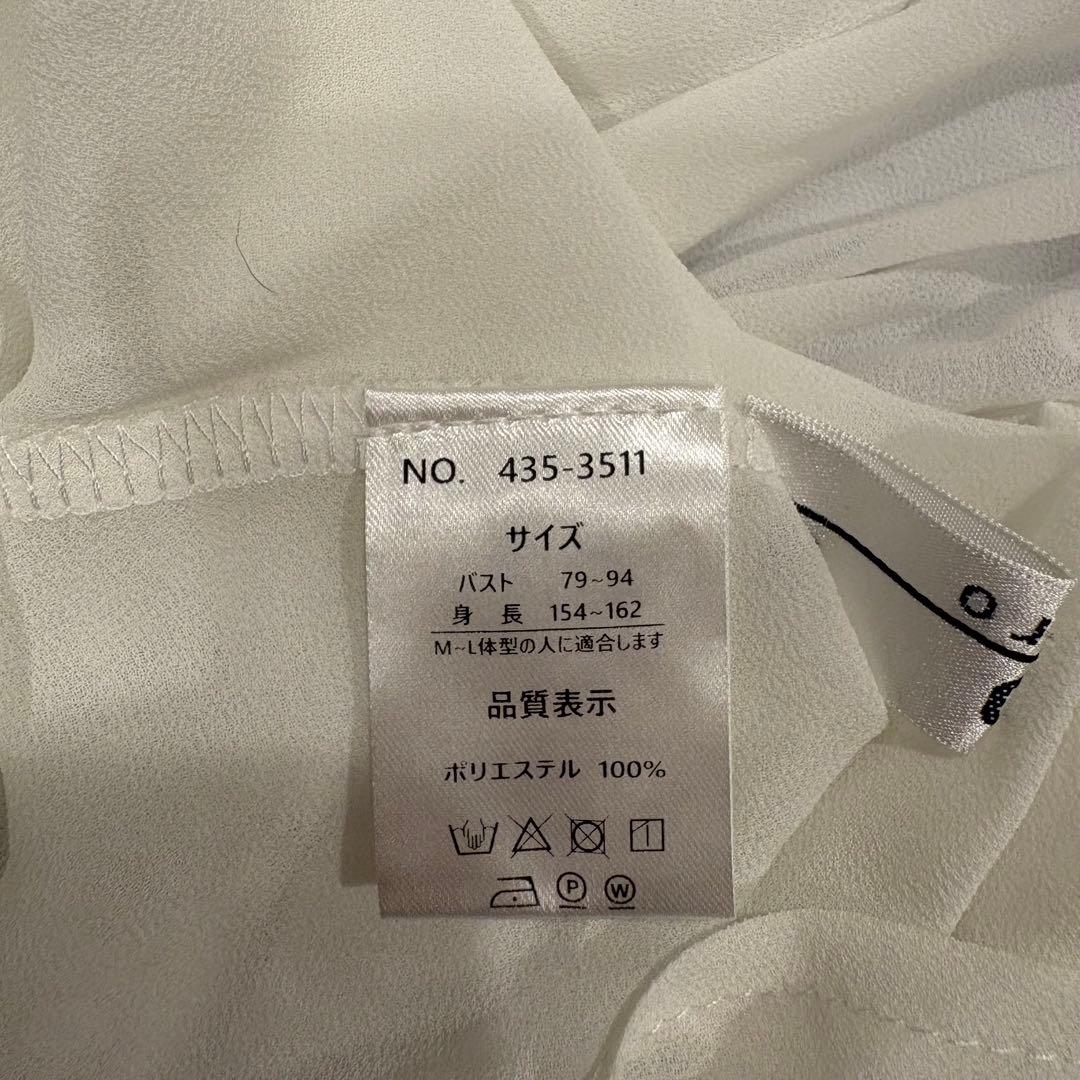 NO. 435-3511
サイズ
バスト 79~94
身 長 154~162
M~L体型の人に適合します
品質表示
ポリエステル 100%
P W